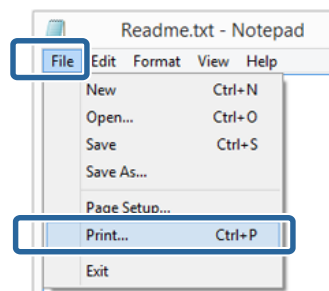 Readme.txt - Notepad
File Edit Format View Help
New Ctrl+N
Open... Ctrl+O
Save Ctrl+S
Save As...
Page Setup...
Print... Ctrl+P
Exit